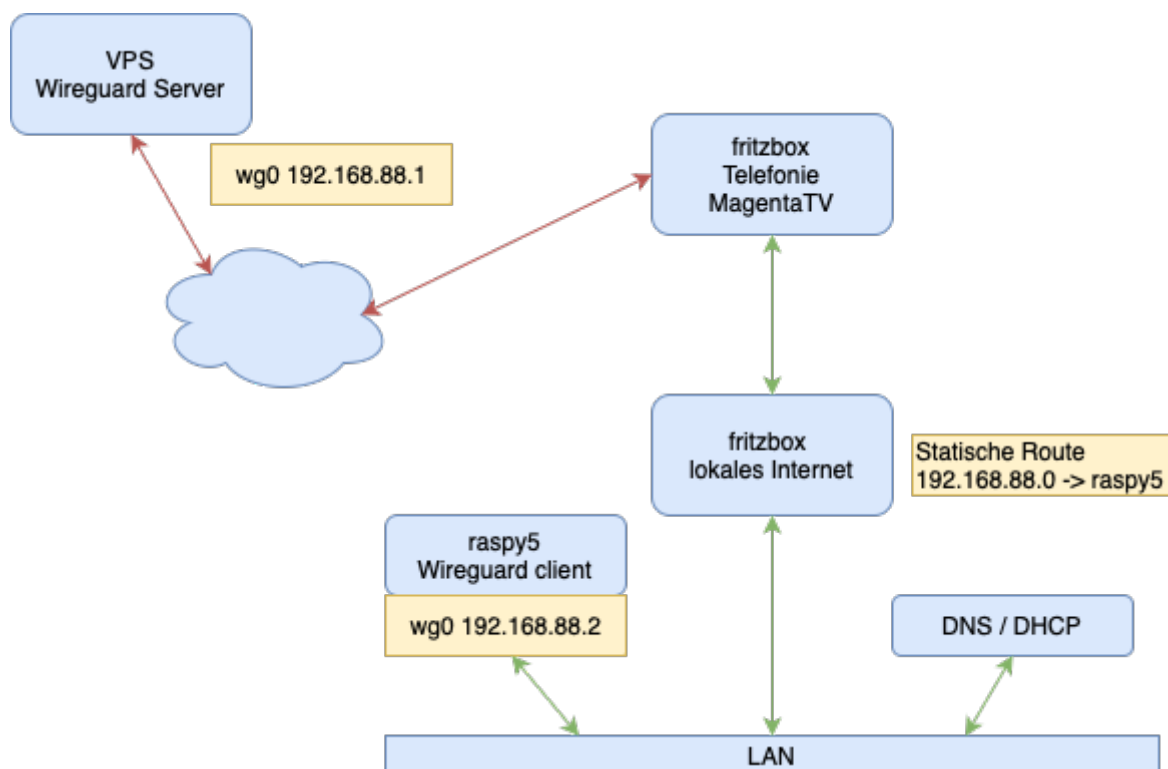 VPS
Wireguard Server
wg0 192.168.88.1
fritzbox
Telefonie
MagentaTV
fritzbox
lokales Internet
Statische Route
192.168.88.0 -> raspy5
raspy5
Wireguard client
wg0 192.168.88.2
DNS / DHCP
LAN